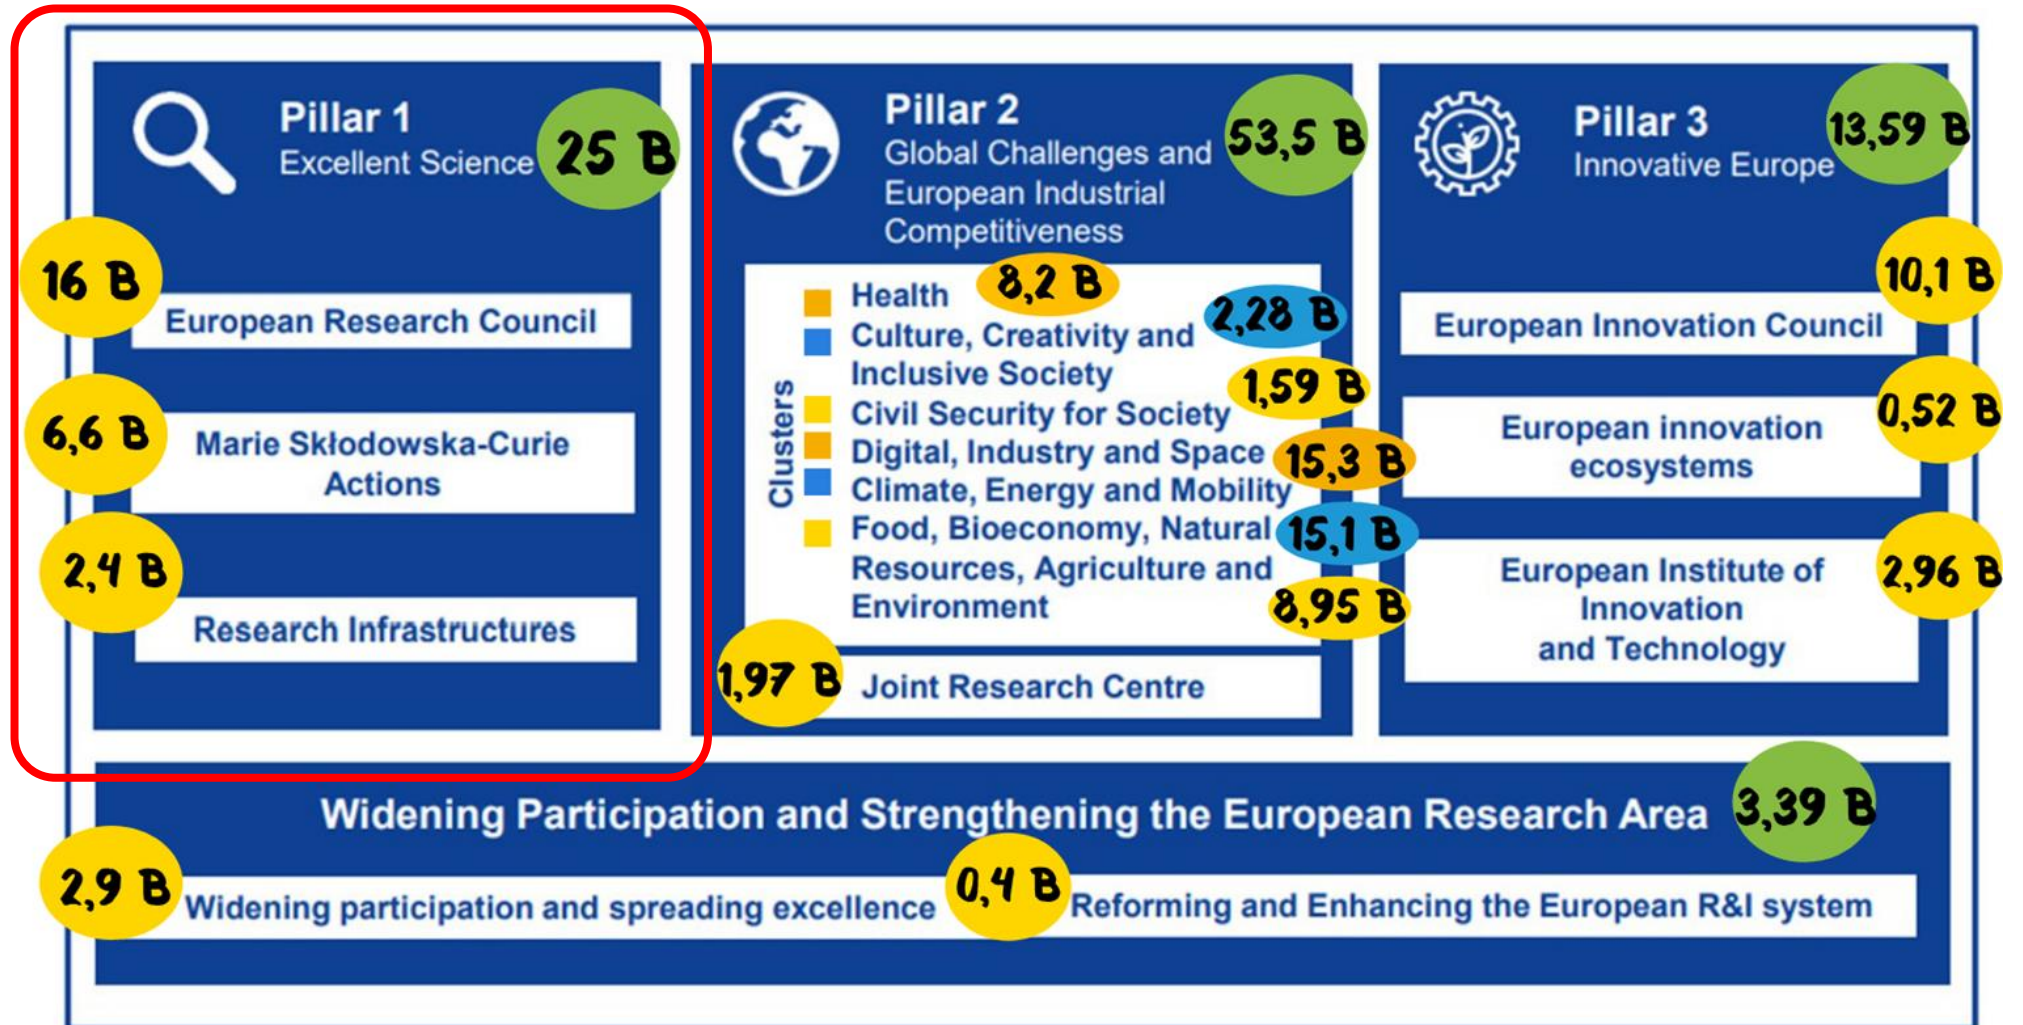 Pillar 1
Excellent Science
25 B
16 B
European Research Council
6,6 B
Marie Skłodowska-Curie
Actions
2,4 B
Research Infrastructures
Pillar 2
Global Challenges and
European Industrial
Competitiveness
53,5 B
Clusters
Health
8,2 B
Culture, Creativity and
Inclusive Society
2,28 B
Civil Security for Society
1,59 B
Digital, Industry and Space
15,3 B
Climate, Energy and Mobility
15,1 B
Food, Bioeconomy, Natural
Resources, Agriculture and
Environment
8,95 B
1,97 B
Joint Research Centre
Pillar 3
Innovative Europe
13,59 B
10,1 B
European Innovation Council
0,52 B
European innovation
ecosystems
2,96 B
European Institute of
Innovation
and Technology
Widening Participation and Strengthening the European Research Area
3,39 B
2,9 B
Widening participation and spreading excellence
0,4 B
Reforming and Enhancing the European R&I system